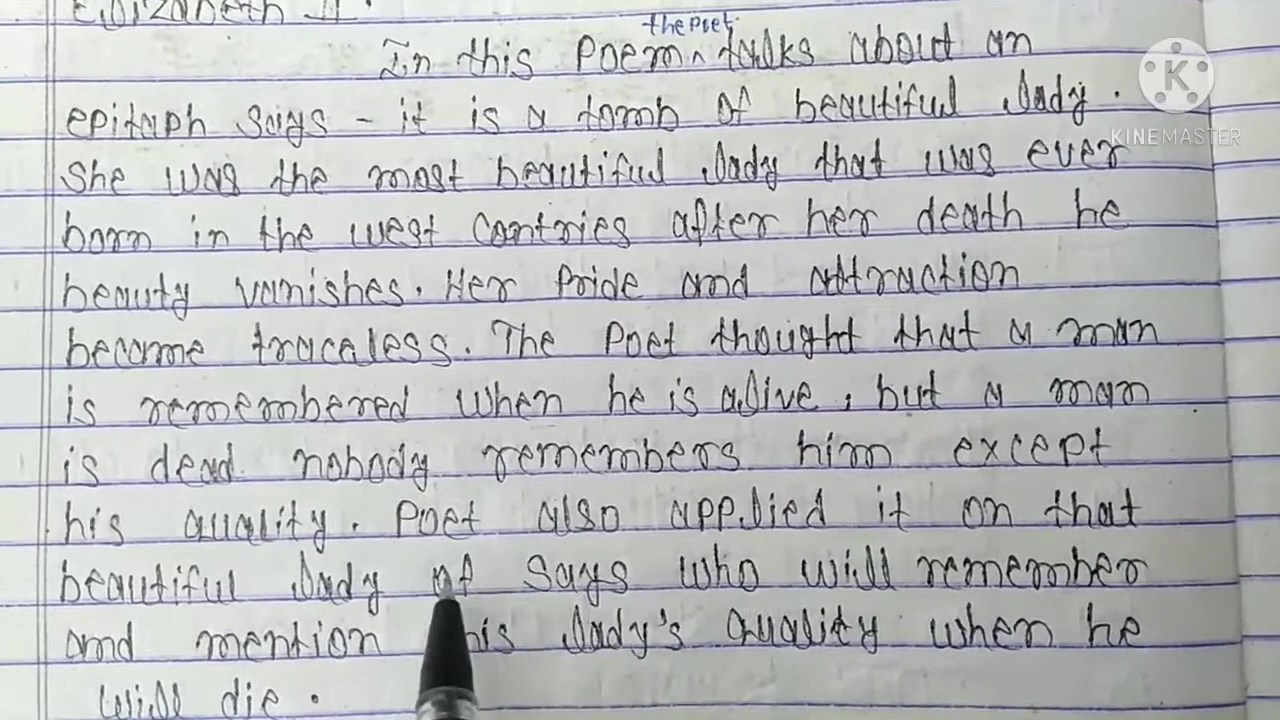 Elizabeth II.
the poet
In this Poem ^ talks about an
epitaph says - it is a tomb of beautiful lady.
She was the most beautiful lady that was ever
born in the west contries after her death he
beauty vanishes. Her Pride and attraction
become traceless. The Poet thought that a man
is remembered when he is alive, but a man
is dead nobody remembers him except
his quality. Poet also applied it on that
beautiful lady of says who will remember
and mention his lady's quality when he
will die.
K
KINEMASTER